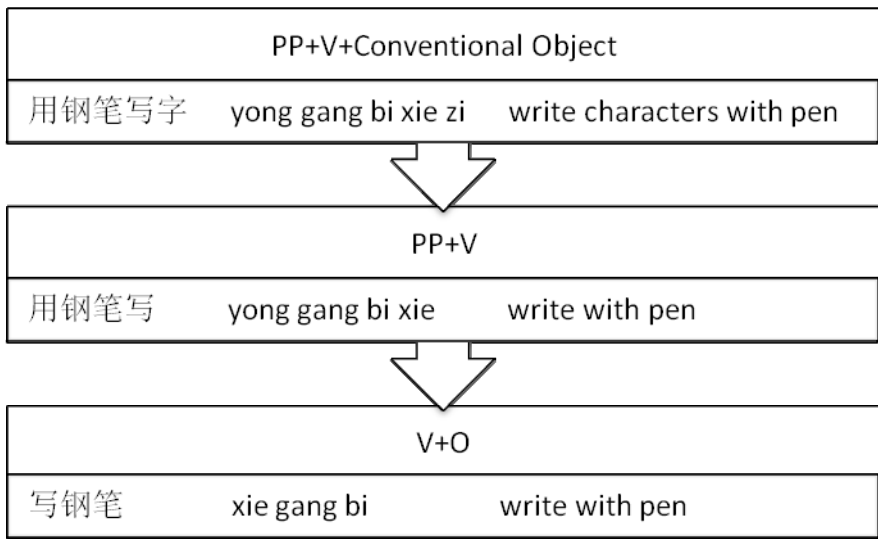 PP+V+Conventional Object
用钢笔写字 yong gang bi xie zi write characters with pen
PP+V
用钢笔写 yong gang bi xie write with pen
V+O
写钢笔 xie gang bi write with pen